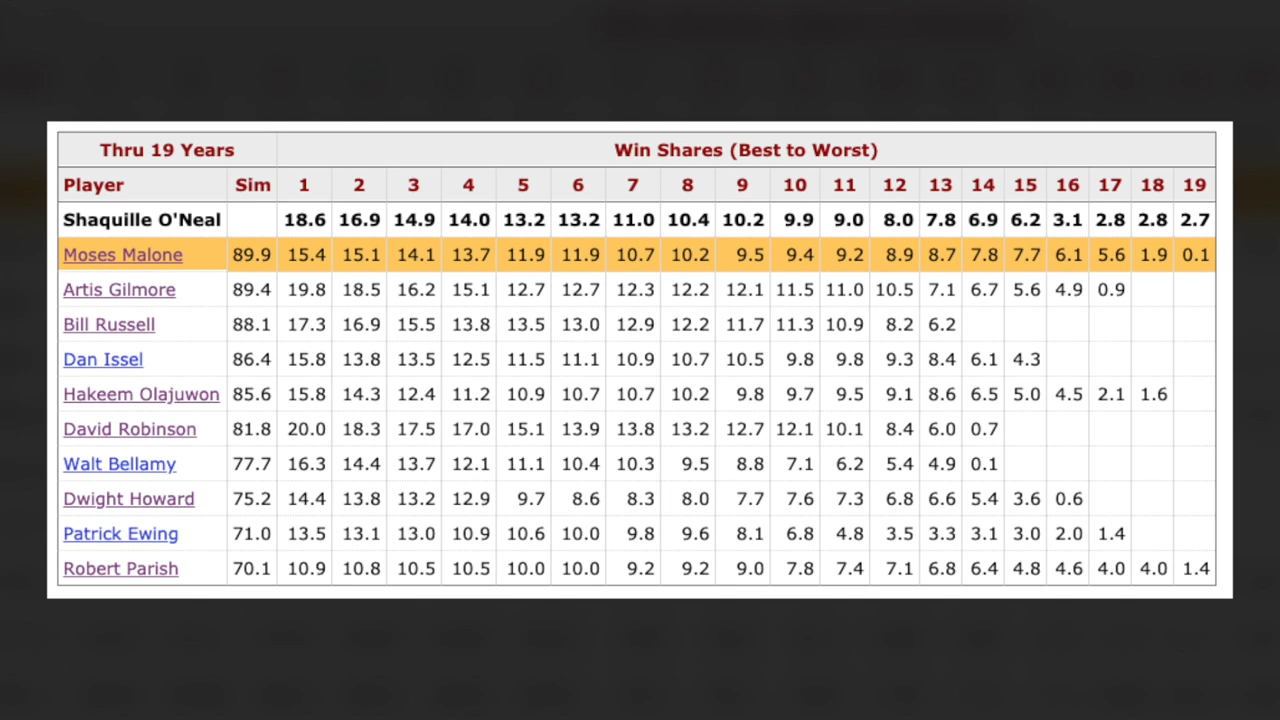 Thru 19 Years Win Shares (Best to Worst)
Player Sim 1 2 3 4 5 6 7 8 9 10 11 12 13 14 15 16 17 18 19
Shaquille O'Neal 18.6 16.9 14.9 14.0 13.2 13.2 11.0 10.4 10.2 9.9 9.0 8.0 7.8 6.9 6.2 3.1 2.8 2.8 2.7
Moses Malone 89.9 15.4 15.1 14.1 13.7 11.9 11.9 10.7 10.2 9.5 9.4 9.2 8.9 8.7 7.8 7.7 6.1 5.6 1.9 0.1
Artis Gilmore 89.4 19.8 18.5 16.2 15.1 12.7 12.7 12.3 12.2 12.1 11.5 11.0 10.5 7.1 6.7 5.6 4.9 0.9
Bill Russell 88.1 17.3 16.9 15.5 13.8 13.5 13.0 12.9 12.2 11.7 11.3 10.9 8.2 6.2
Dan Issel 86.4 15.8 13.8 13.5 12.5 11.5 11.1 10.9 10.7 10.5 9.8 9.8 9.3 8.4 6.1 4.3
Hakeem Olajuwon 85.6 15.8 14.3 12.4 11.2 10.9 10.7 10.7 10.2 9.8 9.7 9.5 9.1 8.6 6.5 5.0 4.5 2.1 1.6
David Robinson 81.8 20.0 18.3 17.5 17.0 15.1 13.9 13.8 13.2 12.7 12.1 10.1 8.4 6.0 0.7
Walt Bellamy 77.7 16.3 14.4 13.7 12.1 11.1 10.4 10.3 9.5 8.8 7.1 6.2 5.4 4.9 0.1
Dwight Howard 75.2 14.4 13.8 13.2 12.9 9.7 8.6 8.3 8.0 7.7 7.6 7.3 6.8 6.6 5.4 3.6 0.6
Patrick Ewing 71.0 13.5 13.1 13.0 10.9 10.6 10.0 9.8 9.6 8.1 6.8 4.8 3.5 3.3 3.1 3.0 2.0 1.4
Robert Parish 70.1 10.9 10.8 10.5 10.5 10.0 10.0 9.2 9.2 9.0 7.8 7.4 7.1 6.8 6.4 4.8 4.6 4.0 4.0 1.4